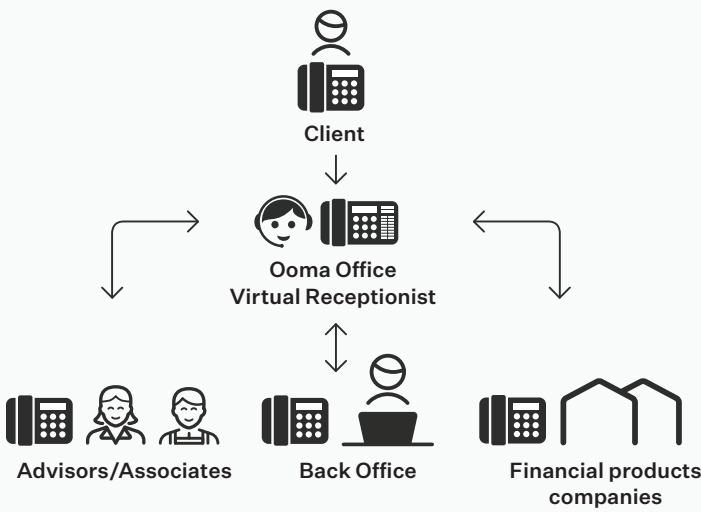 Client
Ooma Office
Virtual Receptionist
Advisors/Associates
Back Office
Financial products
companies